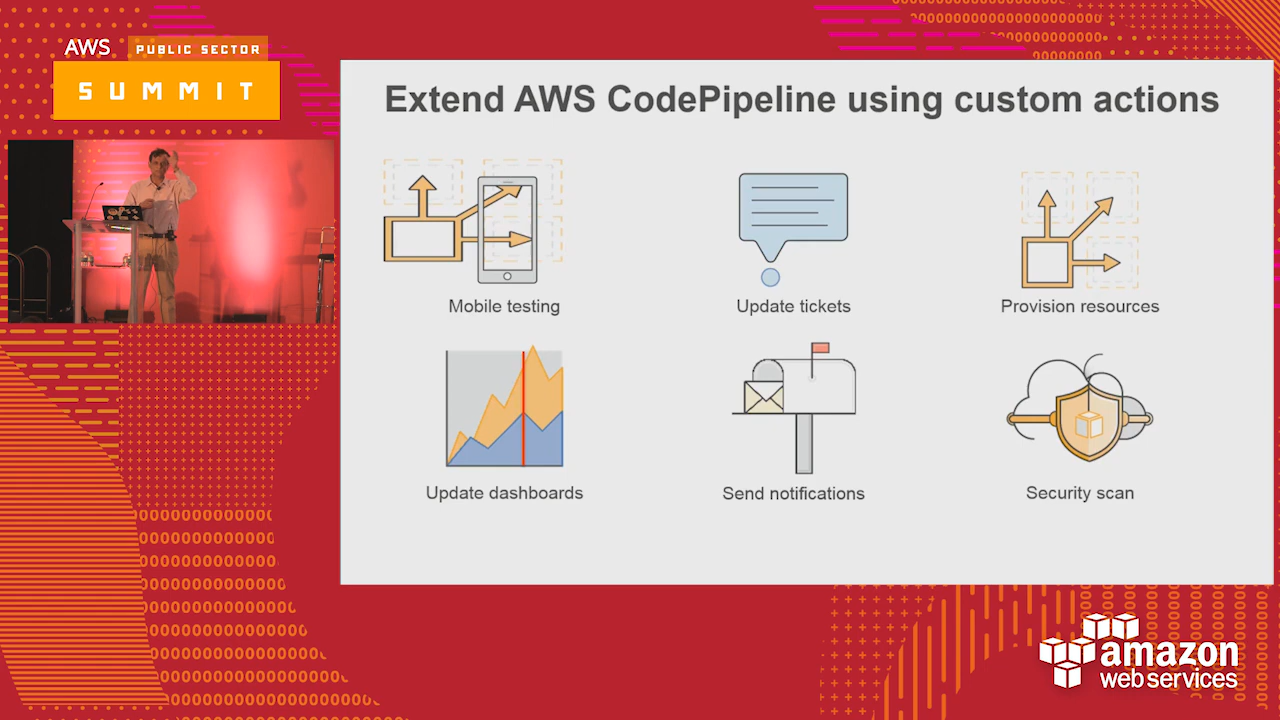 AWS PUBLIC SECTOR
SUMMIT
Extend AWS CodePipeline using custom actions
Mobile testing
Update tickets
Provision resources
Update dashboards
Send notifications
Security scan
amazon
web services